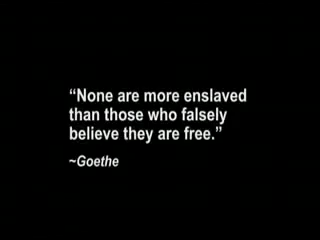 “None are more enslaved
than those who falsely
believe they are free.”
~Goethe